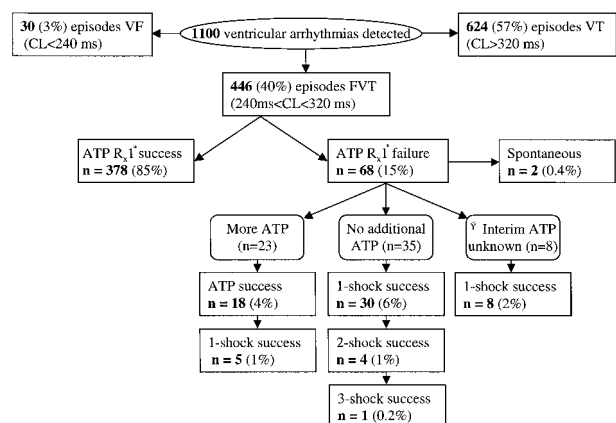 30 (3%) episodes VF
(CL<240 ms)
1100 ventricular arrhythmias detected
624 (57%) episodes VT
(CL>320 ms)
446 (40%) episodes FVT
(240ms<CL<320 ms)
ATP Rx1* success
n = 378 (85%)
ATP Rx1* failure
n = 68 (15%)
Spontaneous
n = 2 (0.4%)
More ATP
(n=23)
No additional
ATP (n=35)
Ÿ Interim ATP
unknown (n=8)
ATP success
n = 18 (4%)
1-shock success
n = 30 (6%)
1-shock success
n = 8 (2%)
1-shock success
n = 5 (1%)
2-shock success
n = 4 (1%)
3-shock success
n = 1 (0.2%)